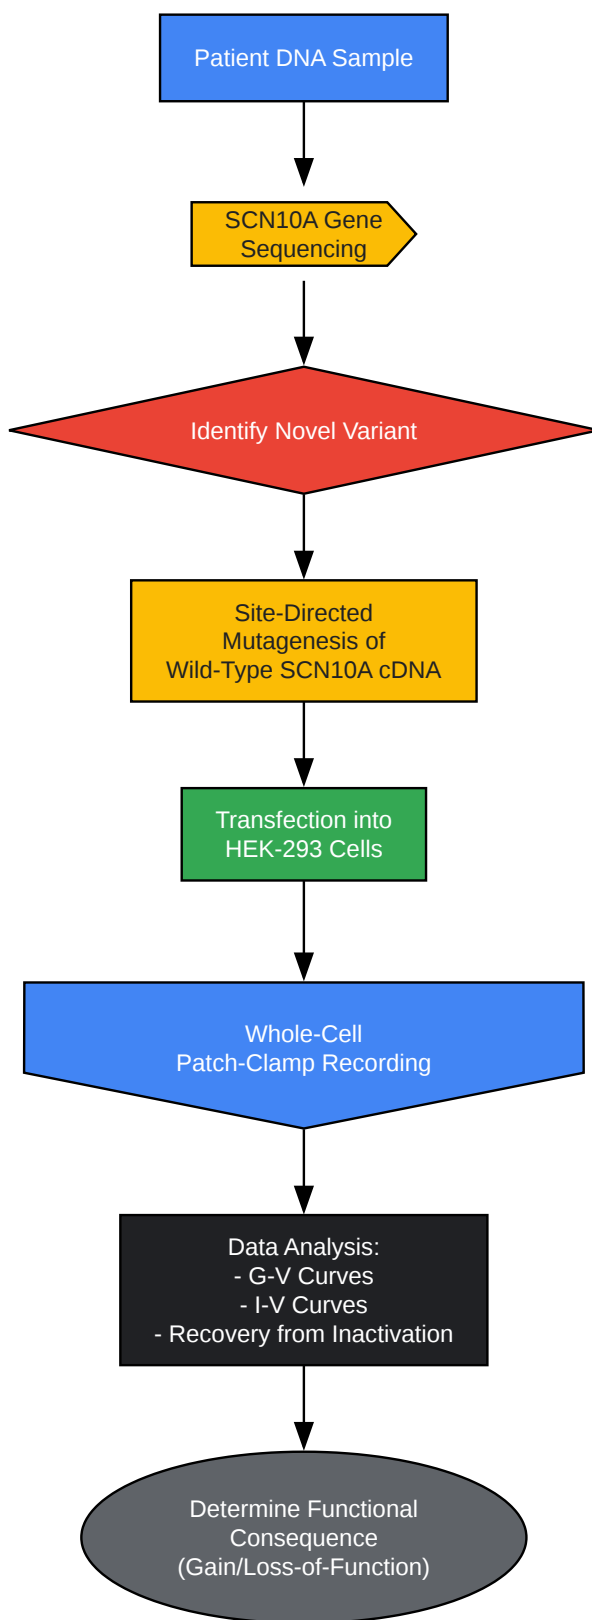 Patient DNA Sample
SCN10A Gene
Sequencing
Identify Novel Variant
Site-Directed
Mutagenesis of
Wild-Type SCN10A cDNA
Transfection into
HEK-293 Cells
Whole-Cell
Patch-Clamp Recording
Data Analysis:
- G-V Curves
- I-V Curves
- Recovery from Inactivation
Determine Functional
Consequence
(Gain/Loss-of-Function)